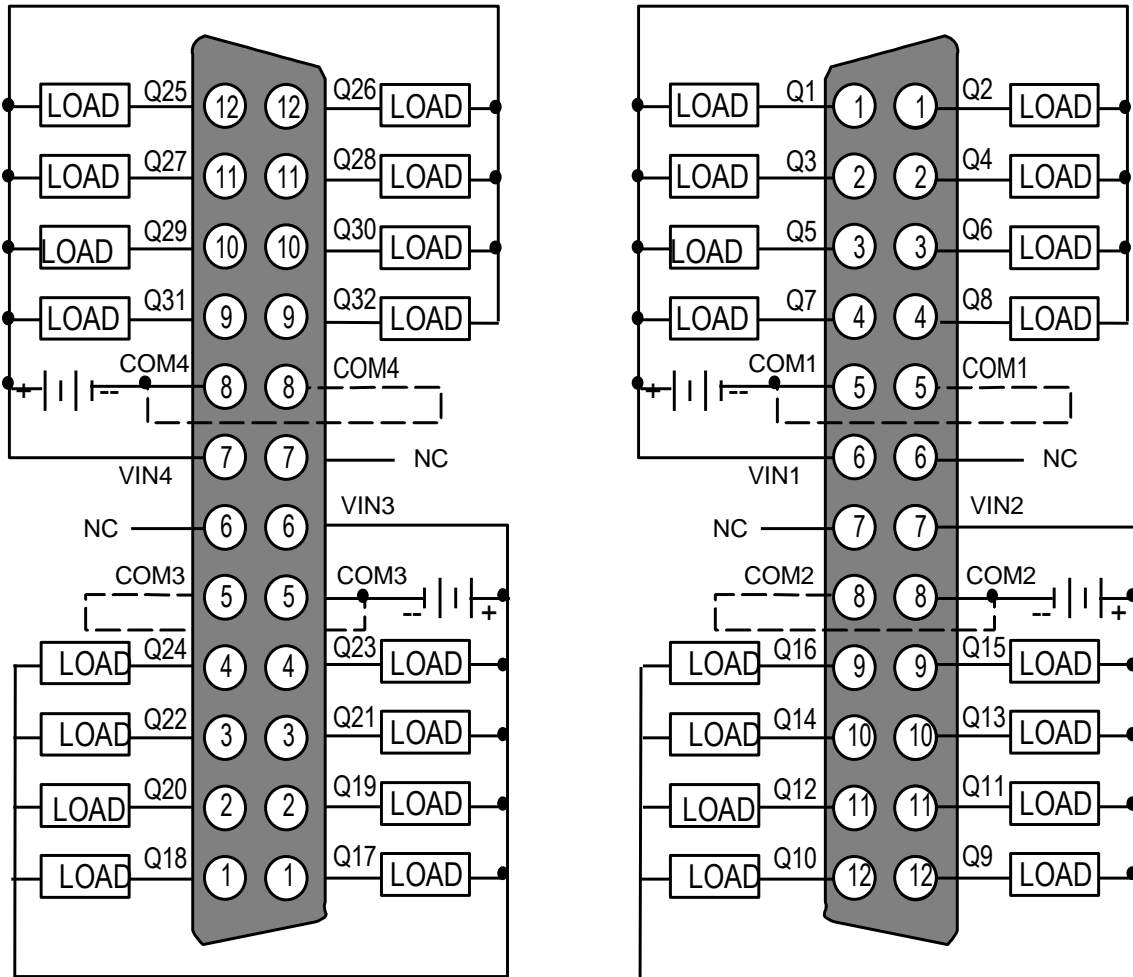 LOAD Q25 12 12 Q26 LOAD
LOAD Q27 11 11 Q28 LOAD
LOAD Q29 10 10 Q30 LOAD
LOAD Q31 9 9 Q32 LOAD
+ -- COM4 8 8 COM4
VIN4 7 7 NC
NC 6 6 VIN3
COM3 5 5 COM3 -- +
LOAD Q24 4 4 Q23 LOAD
LOAD Q22 3 3 Q21 LOAD
LOAD Q20 2 2 Q19 LOAD
LOAD Q18 1 1 Q17 LOAD
LOAD Q1 1 1 Q2 LOAD
LOAD Q3 2 2 Q4 LOAD
LOAD Q5 3 3 Q6 LOAD
LOAD Q7 4 4 Q8 LOAD
+ -- COM1 5 5 COM1
VIN1 6 6 NC
NC 7 7 VIN2
COM2 8 8 COM2 -- +
LOAD Q16 9 9 Q15 LOAD
LOAD Q14 10 10 Q13 LOAD
LOAD Q12 11 11 Q11 LOAD
LOAD Q10 12 12 Q9 LOAD